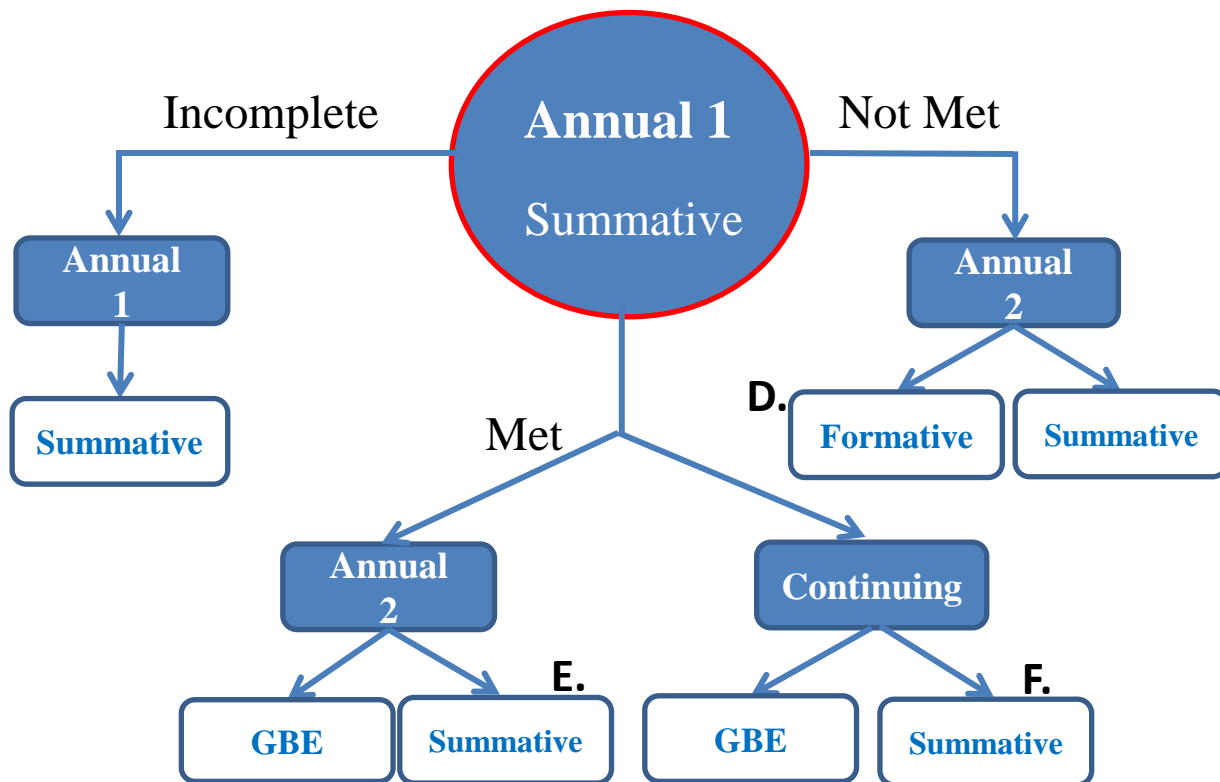 Incomplete
Annual 1
Summative
Not Met
Annual
1
Summative
Annual
2
D.
Formative
Summative
Met
Annual
2
Continuing
E.
GBE
Summative
F.
GBE
Summative